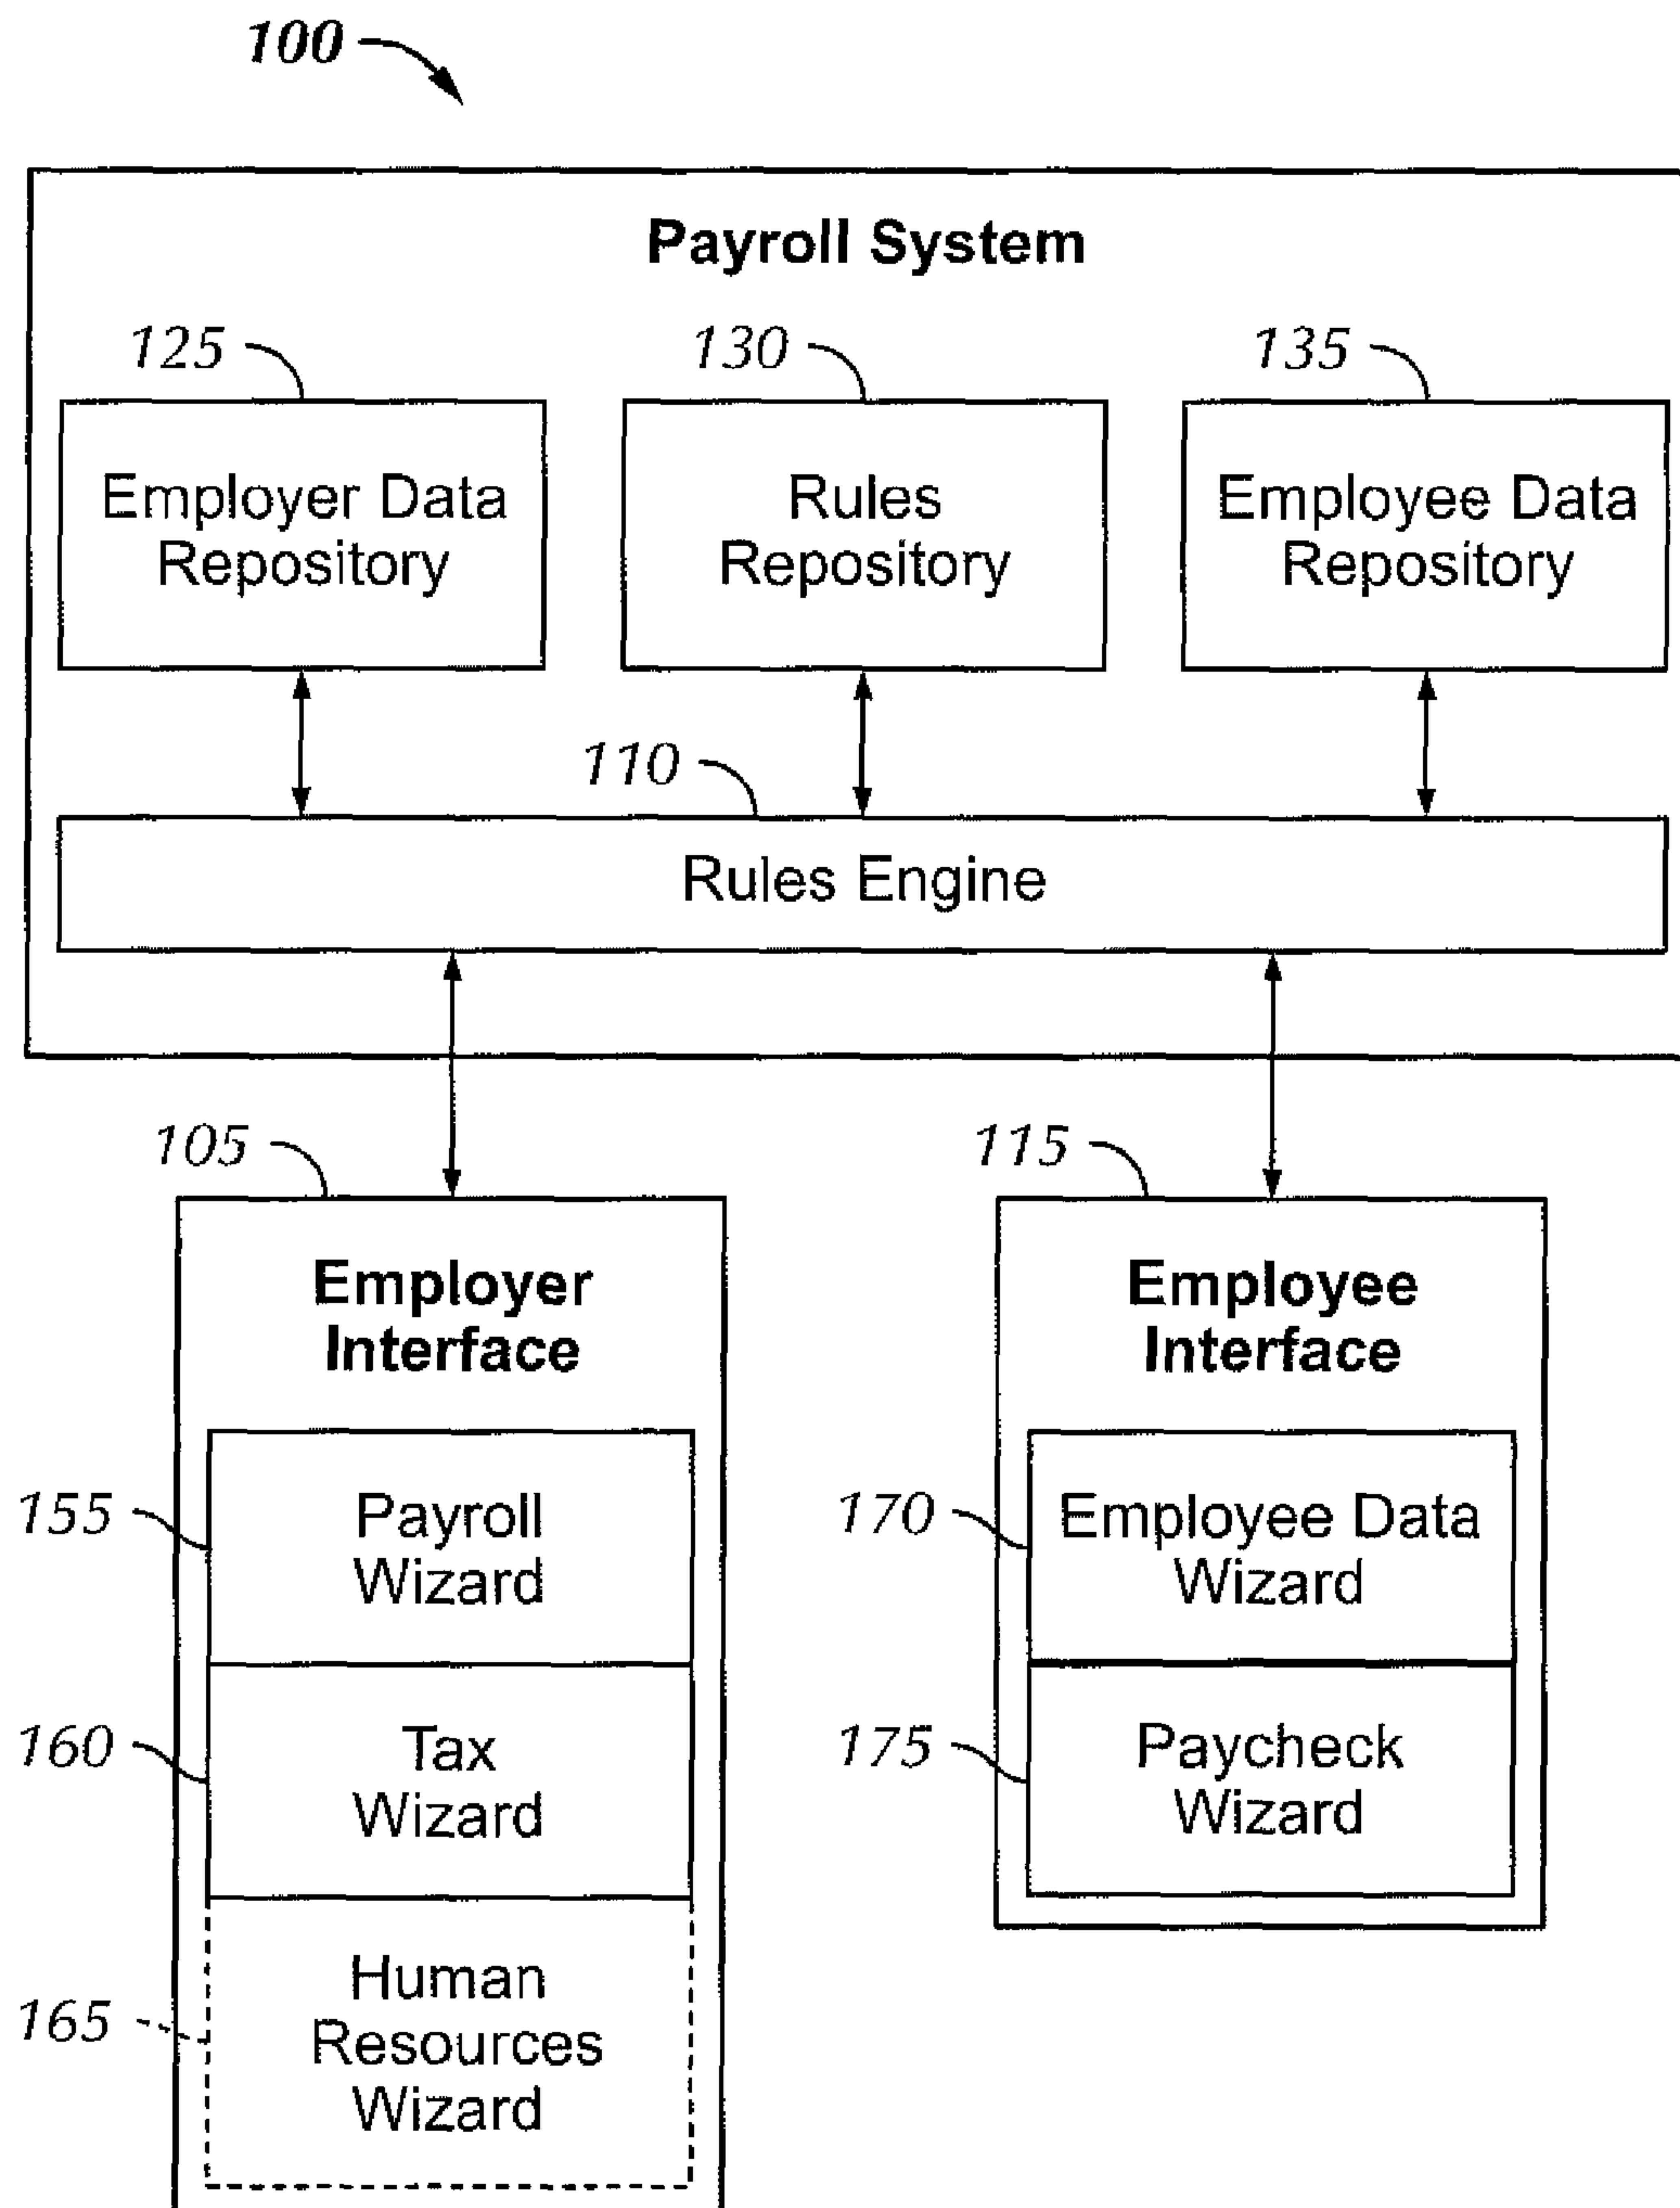 100
Payroll System
125
130
135
Employer Data
Repository
Rules
Repository
Employee Data
Repository
110
Rules Engine
105
115
Employer
Interface
Employee
Interface
155
Payroll
Wizard
170
Employee Data
Wizard
160
Tax
Wizard
175
Paycheck
Wizard
165
Human
Resources
Wizard